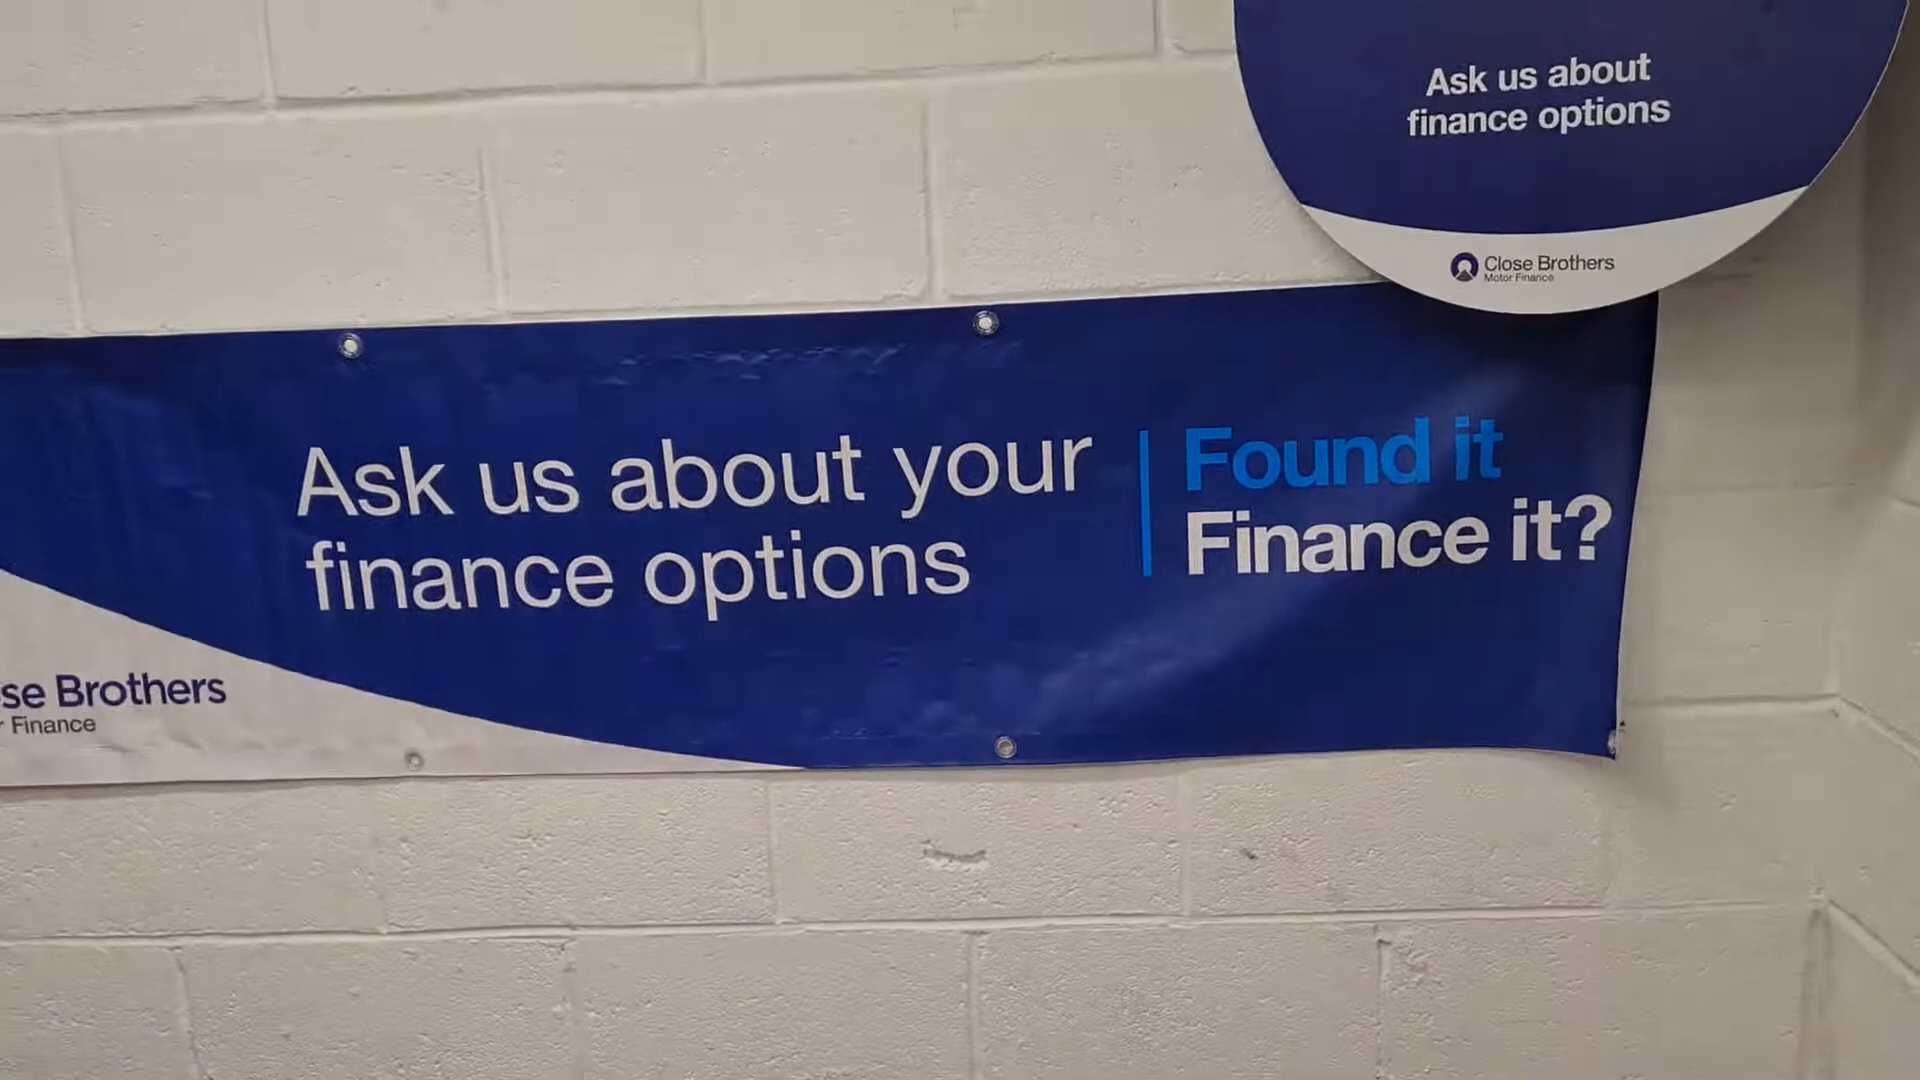 Ask us about
finance options
Close Brothers
Motor Finance
Ask us about your
finance options
Found it
Finance it?
se Brothers
r Finance